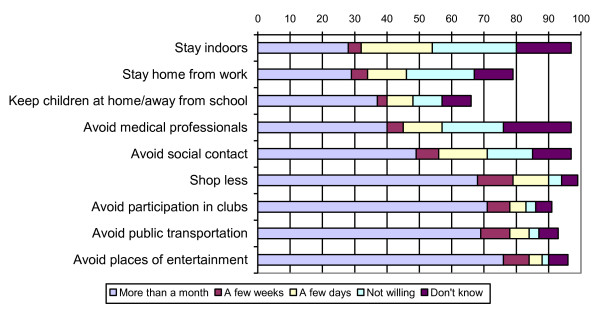 0 10 20 30 40 50 60 70 80 90 100
Stay indoors
Stay home from work
Keep children at home/away from school
Avoid medical professionals
Avoid social contact
Shop less
Avoid participation in clubs
Avoid public transportation
Avoid places of entertainment
More than a month A few weeks A few days Not willing Don't know